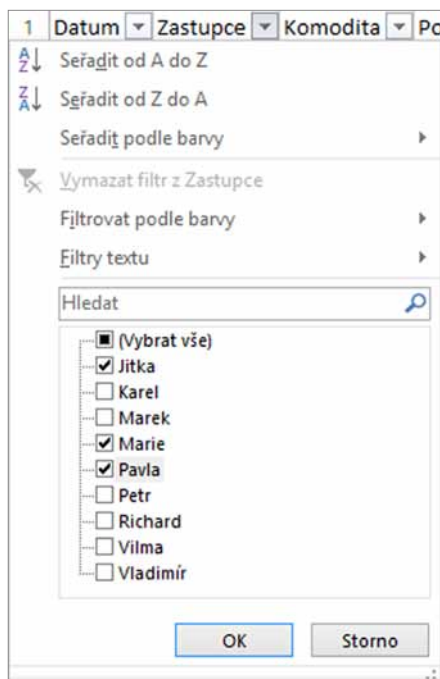 1 Datum Zastupce Komodita Po
Seřadit od A do Z
Seřadit od Z do A
Seřadit podle barvy
Vymazat filtr z Zastupce
Filtrovat podle barvy
Filtry textu
Hledat
(Vybrat vše)
Jitka
Karel
Marek
Marie
Pavla
Petr
Richard
Vilma
Vladimír
OK Storno